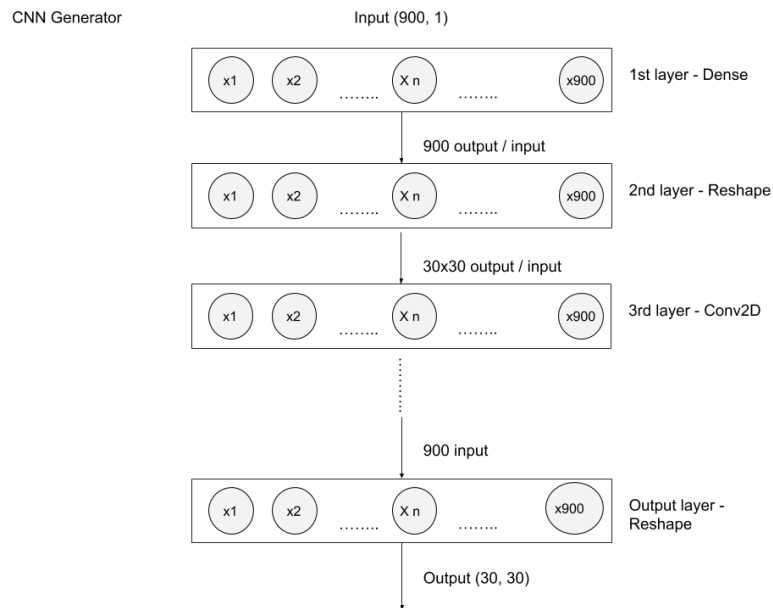 CNN Generator
Input (900, 1)
x1 x2 ........ X n ........ x900
1st layer - Dense
900 output / input
x1 x2 ........ X n ........ x900
2nd layer - Reshape
30x30 output / input
x1 x2 ........ X n ........ x900
3rd layer - Conv2D
900 input
x1 x2 ........ X n ........ x900
Output layer -
Reshape
Output (30, 30)